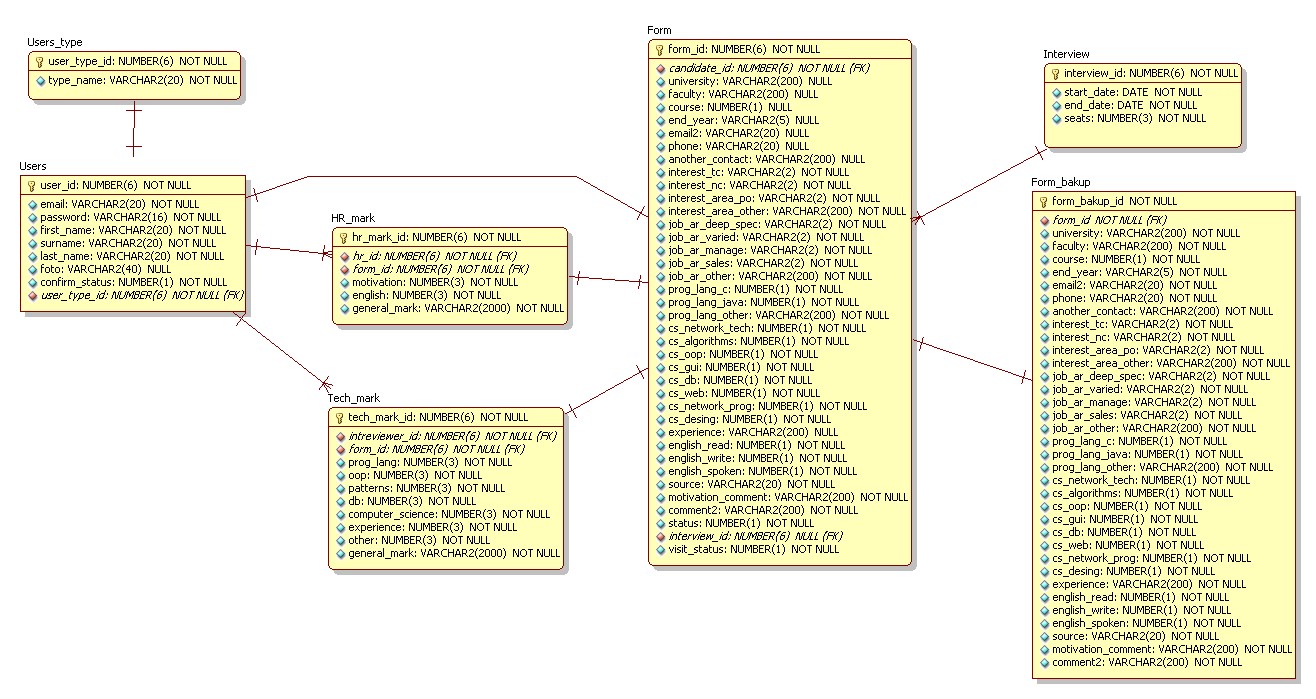 Users_type
user_type_id: NUMBER(6) NOT NULL
type_name: VARCHAR2(20) NOT NULL
Users
user_id: NUMBER(6) NOT NULL
email: VARCHAR2(20) NOT NULL
password: VARCHAR2(16) NOT NULL
first_name: VARCHAR2(20) NOT NULL
surname: VARCHAR2(20) NOT NULL
last_name: VARCHAR2(20) NOT NULL
foto: VARCHAR2(40) NULL
confirm_status: NUMBER(1) NOT NULL
user_type_id: NUMBER(6) NOT NULL (FK)
HR_mark
hr_mark_id: NUMBER(6) NOT NULL
hr_id: NUMBER(6) NOT NULL (FK)
form_id: NUMBER(6) NOT NULL (FK)
motivation: NUMBER(3) NOT NULL
english: NUMBER(3) NOT NULL
general_mark: VARCHAR2(2000) NOT NULL
Tech_mark
tech_mark_id: NUMBER(6) NOT NULL
intreviewer_id: NUMBER(6) NOT NULL (FK)
form_id: NUMBER(6) NOT NULL (FK)
prog_lang: NUMBER(3) NOT NULL
oop: NUMBER(3) NOT NULL
patterns: NUMBER(3) NOT NULL
db: NUMBER(3) NOT NULL
computer_science: NUMBER(3) NOT NULL
experience: NUMBER(3) NOT NULL
other: NUMBER(3) NOT NULL
general_mark: VARCHAR2(2000) NOT NULL
Form
form_id: NUMBER(6) NOT NULL
candidate_id: NUMBER(6) NOT NULL (FK)
university: VARCHAR2(200) NULL
faculty: VARCHAR2(200) NULL
course: NUMBER(1) NULL
end_year: VARCHAR2(5) NULL
email2: VARCHAR2(20) NULL
phone: VARCHAR2(20) NULL
another_contact: VARCHAR2(200) NULL
interest_tc: VARCHAR2(2) NULL
interest_nc: VARCHAR2(2) NULL
interest_area_po: VARCHAR2(2) NULL
interest_area_other: VARCHAR2(200) NOT NULL
job_ar_deep_spec: VARCHAR2(2) NOT NULL
job_ar_varied: VARCHAR2(2) NOT NULL
job_ar_manage: VARCHAR2(2) NOT NULL
job_ar_sales: VARCHAR2(2) NOT NULL
job_ar_other: VARCHAR2(200) NOT NULL
prog_lang_c: NUMBER(1) NOT NULL
prog_lang_java: NUMBER(1) NOT NULL
prog_lang_other: VARCHAR2(200) NOT NULL
cs_network_tech: NUMBER(1) NOT NULL
cs_algorithms: NUMBER(1) NOT NULL
cs_oop: NUMBER(1) NOT NULL
cs_gui: NUMBER(1) NOT NULL
cs_db: NUMBER(1) NOT NULL
cs_web: NUMBER(1) NOT NULL
cs_network_prog: NUMBER(1) NOT NULL
cs_desing: NUMBER(1) NOT NULL
experience: VARCHAR2(200) NULL
english_read: NUMBER(1) NOT NULL
english_write: NUMBER(1) NOT NULL
english_spoken: NUMBER(1) NOT NULL
source: VARCHAR2(20) NOT NULL
motivation_comment: VARCHAR2(200) NOT NULL
comment2: VARCHAR2(200) NOT NULL
status: NUMBER(1) NOT NULL
interview_id: NUMBER(6) NULL (FK)
visit_status: NUMBER(1) NOT NULL
Interview
interview_id: NUMBER(6) NOT NULL
start_date: DATE NOT NULL
end_date: DATE NOT NULL
seats: NUMBER(3) NOT NULL
Form_bakup
form_bakup_id NOT NULL
form_id NOT NULL (FK)
university: VARCHAR2(200) NOT NULL
faculty: VARCHAR2(200) NOT NULL
course: NUMBER(1) NOT NULL
end_year: VARCHAR2(5) NOT NULL
email2: VARCHAR2(20) NOT NULL
phone: VARCHAR2(20) NOT NULL
another_contact: VARCHAR2(200) NOT NULL
interest_tc: VARCHAR2(2) NOT NULL
interest_nc: VARCHAR2(2) NOT NULL
interest_area_po: VARCHAR2(2) NOT NULL
interest_area_other: VARCHAR2(200) NOT NULL
job_ar_deep_spec: VARCHAR2(2) NOT NULL
job_ar_varied: VARCHAR2(2) NOT NULL
job_ar_manage: VARCHAR2(2) NOT NULL
job_ar_sales: VARCHAR2(2) NOT NULL
job_ar_other: VARCHAR2(200) NOT NULL
prog_lang_c: NUMBER(1) NOT NULL
prog_lang_java: NUMBER(1) NOT NULL
prog_lang_other: VARCHAR2(200) NOT NULL
cs_network_tech: NUMBER(1) NOT NULL
cs_algorithms: NUMBER(1) NOT NULL
cs_oop: NUMBER(1) NOT NULL
cs_gui: NUMBER(1) NOT NULL
cs_db: NUMBER(1) NOT NULL
cs_web: NUMBER(1) NOT NULL
cs_network_prog: NUMBER(1) NOT NULL
cs_desing: NUMBER(1) NOT NULL
experience: VARCHAR2(200) NOT NULL
english_read: NUMBER(1) NOT NULL
english_write: NUMBER(1) NOT NULL
english_spoken: NUMBER(1) NOT NULL
source: VARCHAR2(20) NOT NULL
motivation_comment: VARCHAR2(200) NOT NULL
comment2: VARCHAR2(200) NOT NULL